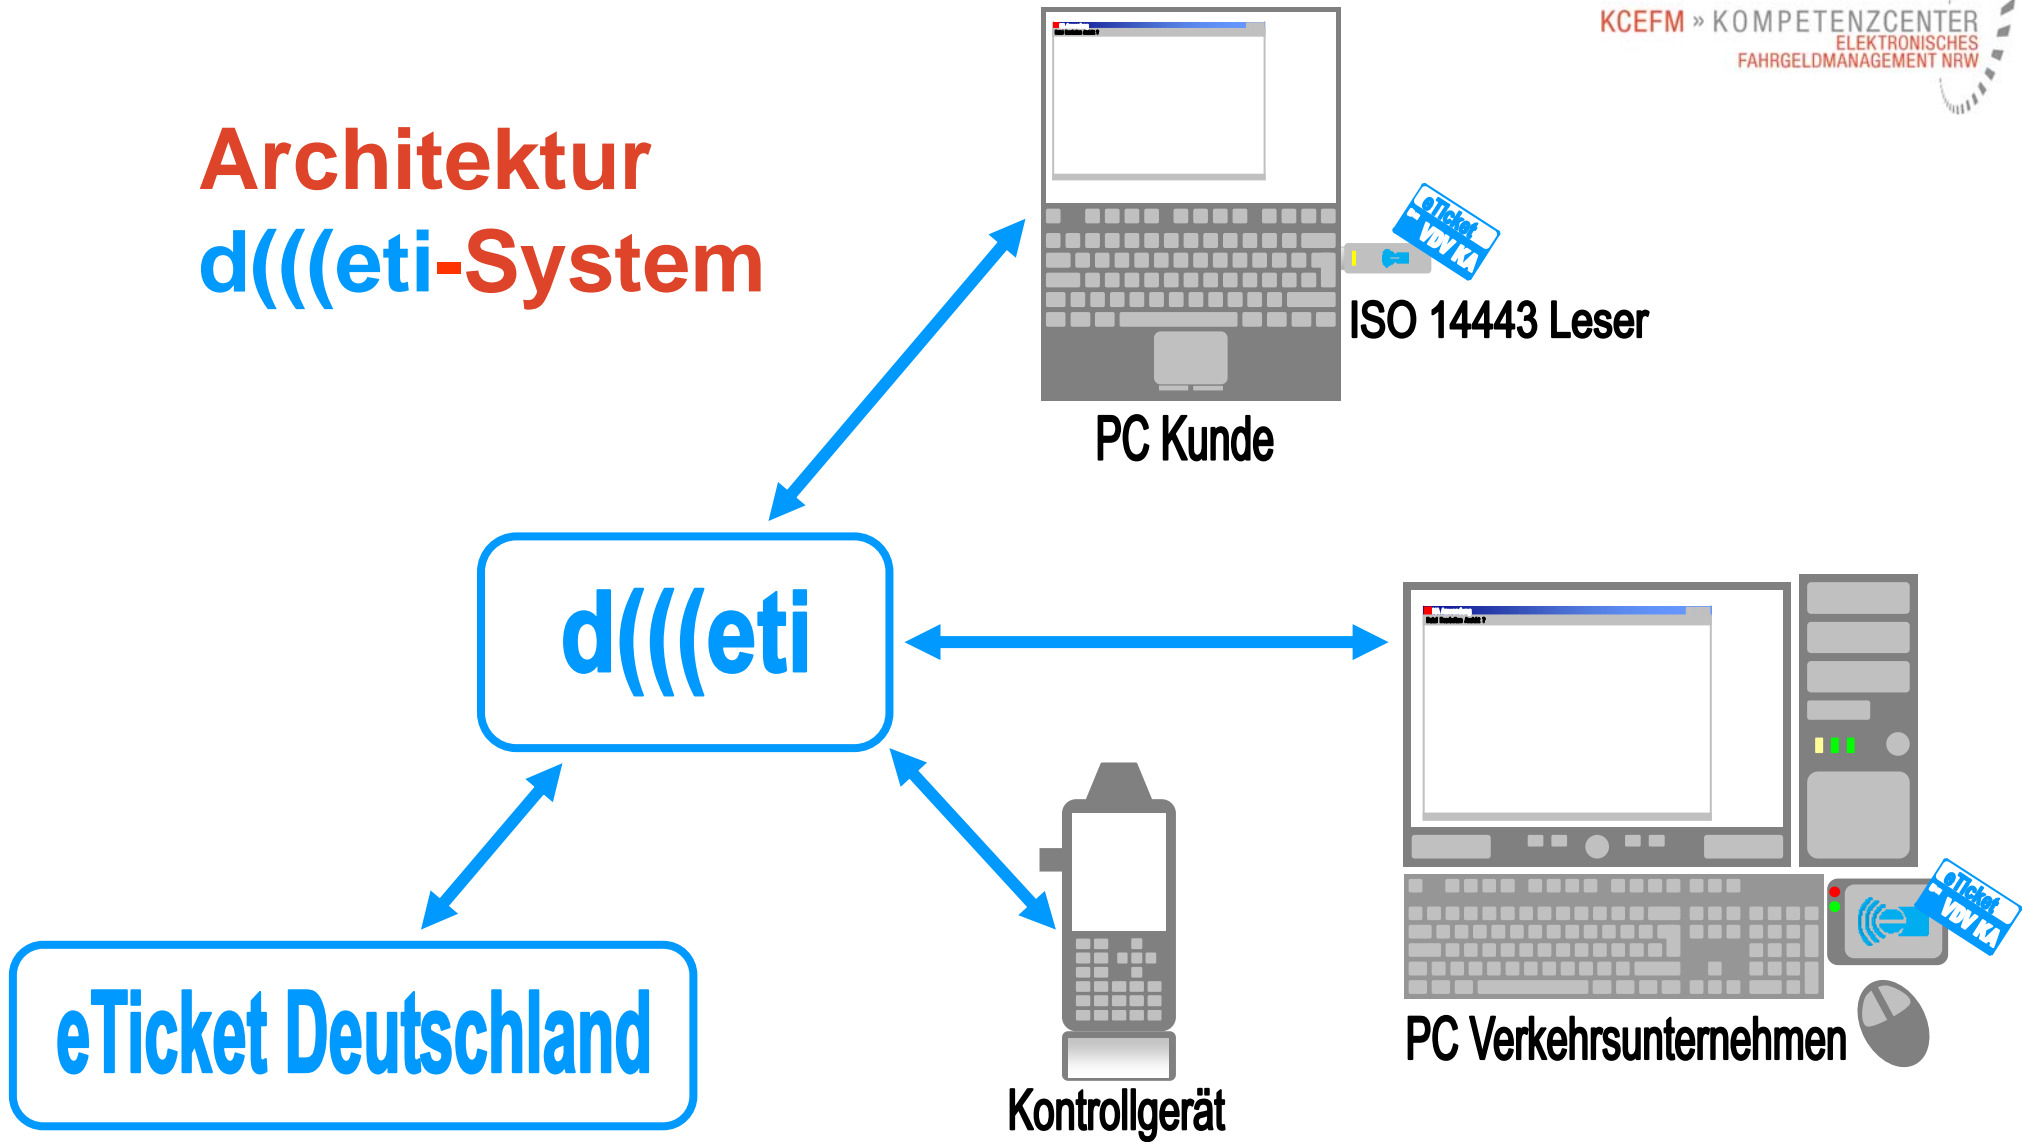 KCEFM » KOMPETENZCENTER
ELEKTRONISCHES
FAHRGELDMANAGEMENT NRW
Architektur
d(((eti-System
eTicket
VDV KA
ISO 14443 Leser
PC Kunde
d(((eti
eTicket
VDV KA
PC Verkehrsunternehmen
eTicket Deutschland
Kontrollgerät